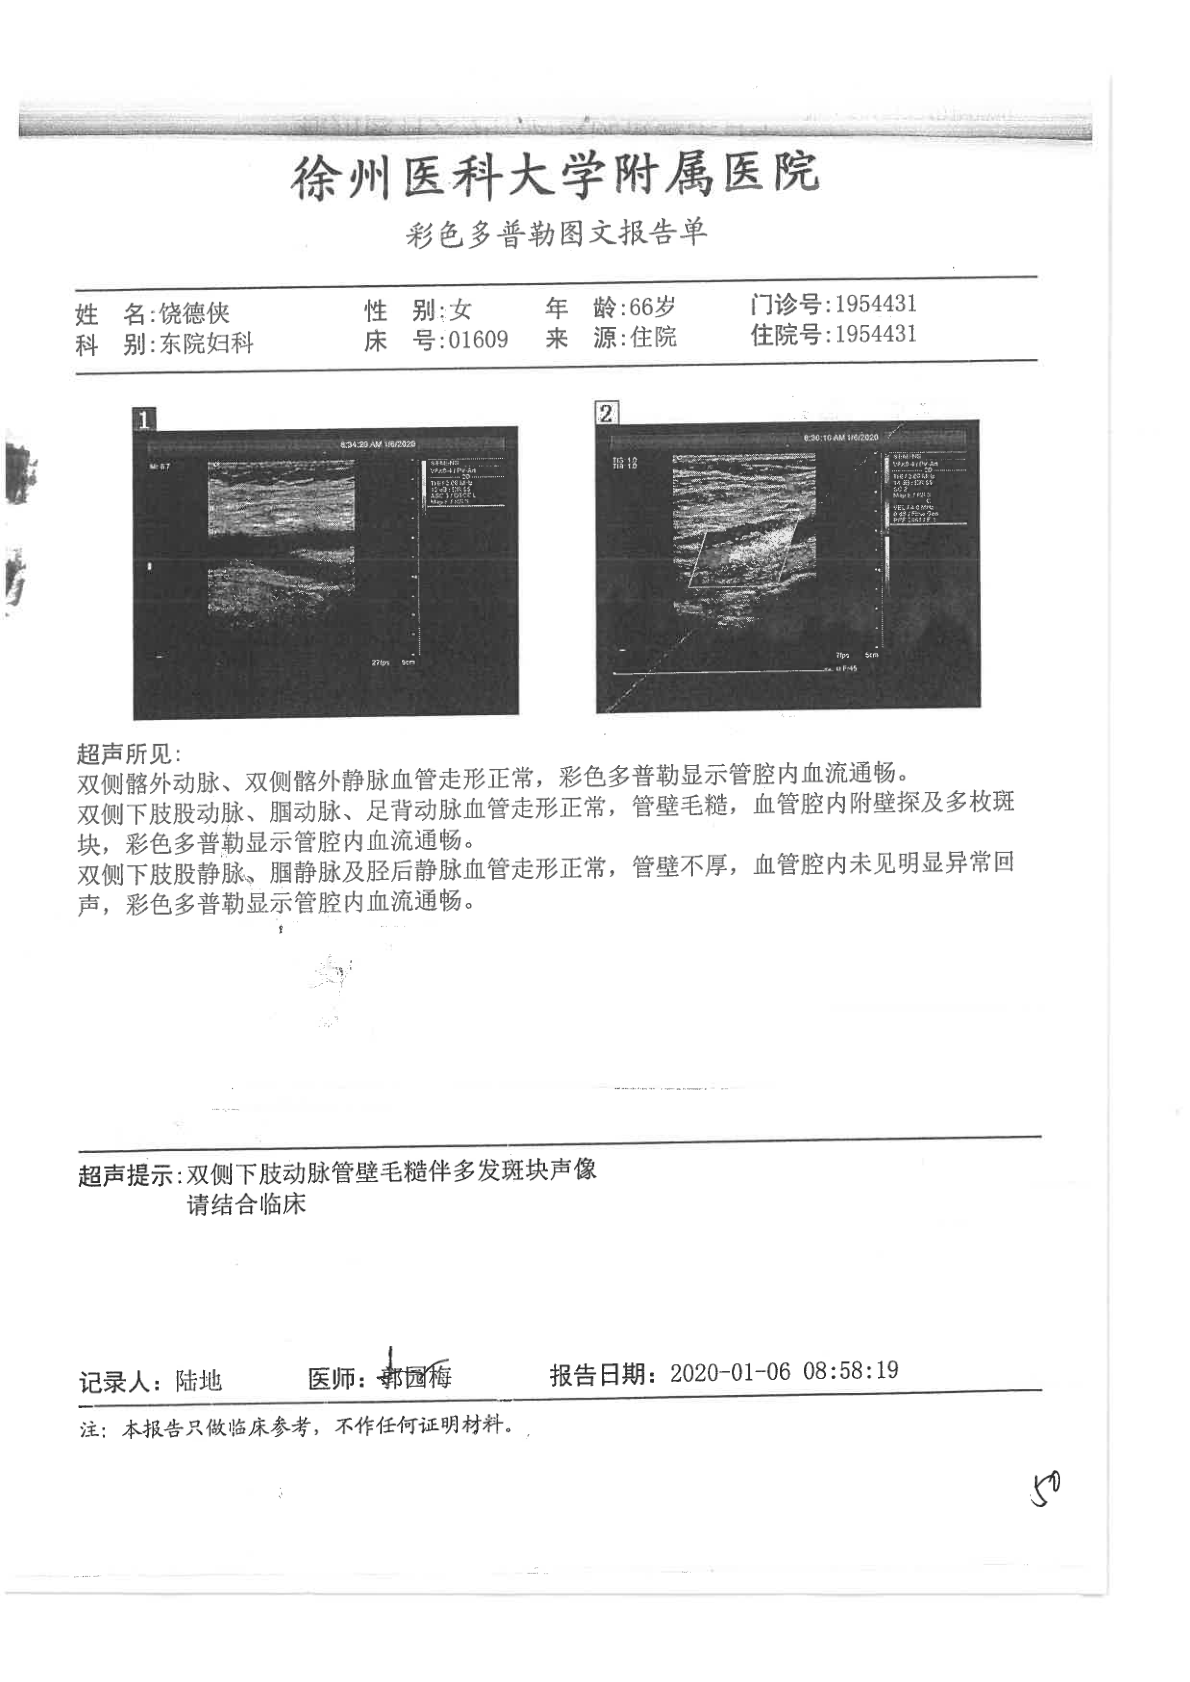 徐州医科大学附属医院
彩色多普勒图文报告单
姓 名:饶德侠 性 别:女 年 龄:66岁 门诊号:1954431
科 别:东院妇科 床 号:01609 来 源:住院 住院号:1954431
1 2
6:34:23 AM 1/6/2020
27fps 5cm
6:36:10 AM 1/6/2020
7fps 5cm
超声所见:
双侧髂外动脉、双侧髂外静脉血管走形正常，彩色多普勒显示管腔内血流通畅。
双侧下肢股动脉、腘动脉、足背动脉血管走形正常，管壁毛糙，血管腔内附壁探及多枚斑
块，彩色多普勒显示管腔内血流通畅。
双侧下肢股静脉、腘静脉及胫后静脉血管走形正常，管壁不厚，血管腔内未见明显异常回
声，彩色多普勒显示管腔内血流通畅。
超声提示:双侧下肢动脉管壁毛糙伴多发斑块声像
请结合临床
记录人: 陆地 医师: 郭园梅 报告日期: 2020-01-06 08:58:19
注: 本报告只做临床参考，不作任何证明材料。
50